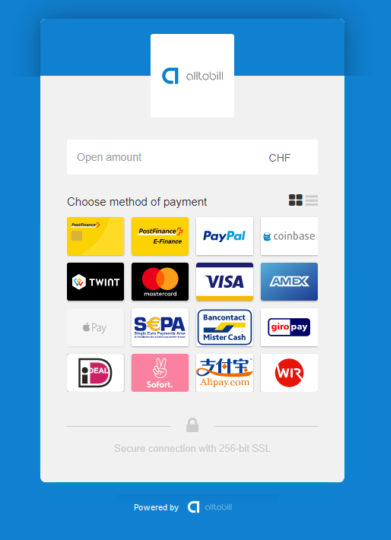 alltobill
Open amount CHF
Choose method of payment
PostFinance
PostFinance
E-Finance
PayPal
coinbase
TWINT
mastercard
VISA
AMEX
Pay
SEPA
Single Euro Payments Area
Bancontact
Mister Cash
giropay
iDEAL
Sofort.
支付宝
Alipay.com
WIR
Secure connection with 256-bit SSL
Powered by alltobill